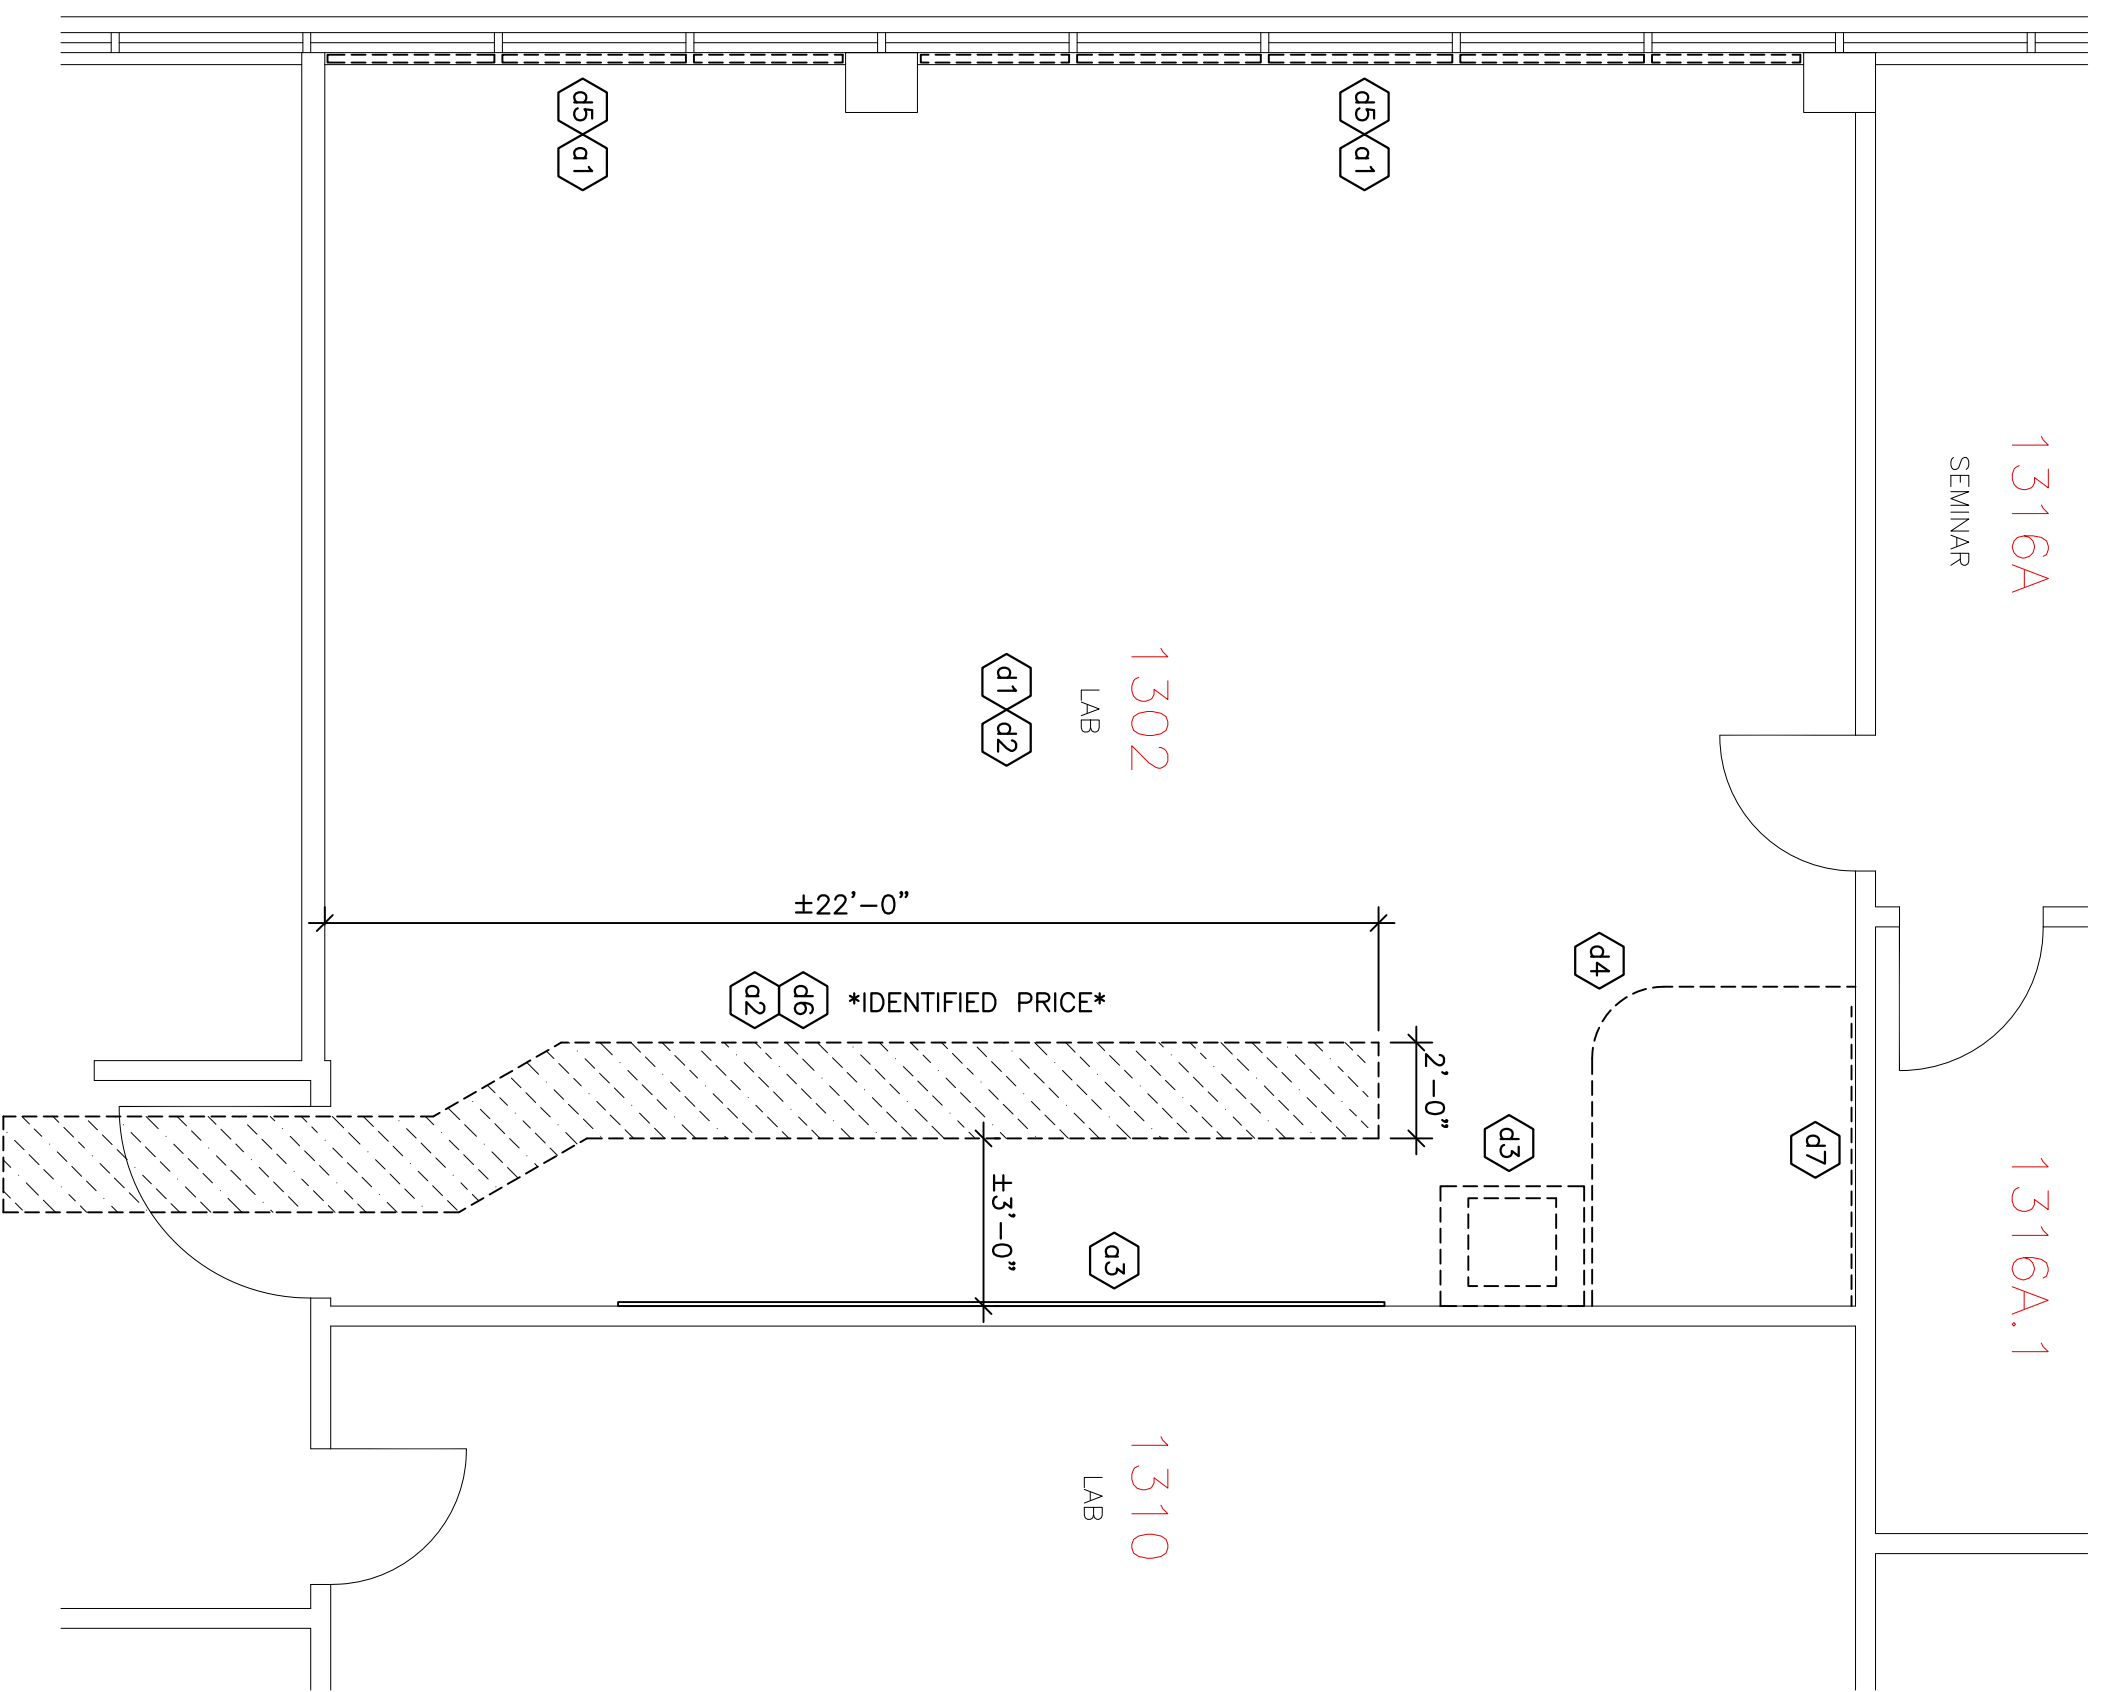 d5 a1
d5 a1
1316A
SEMINAR
1302
LAB
d1 d2
±22'-0"
d4
d6 *IDENTIFIED PRICE*
a2
2'-0"
d3
d7
±3'-0"
a3
1316A.1
1310
LAB